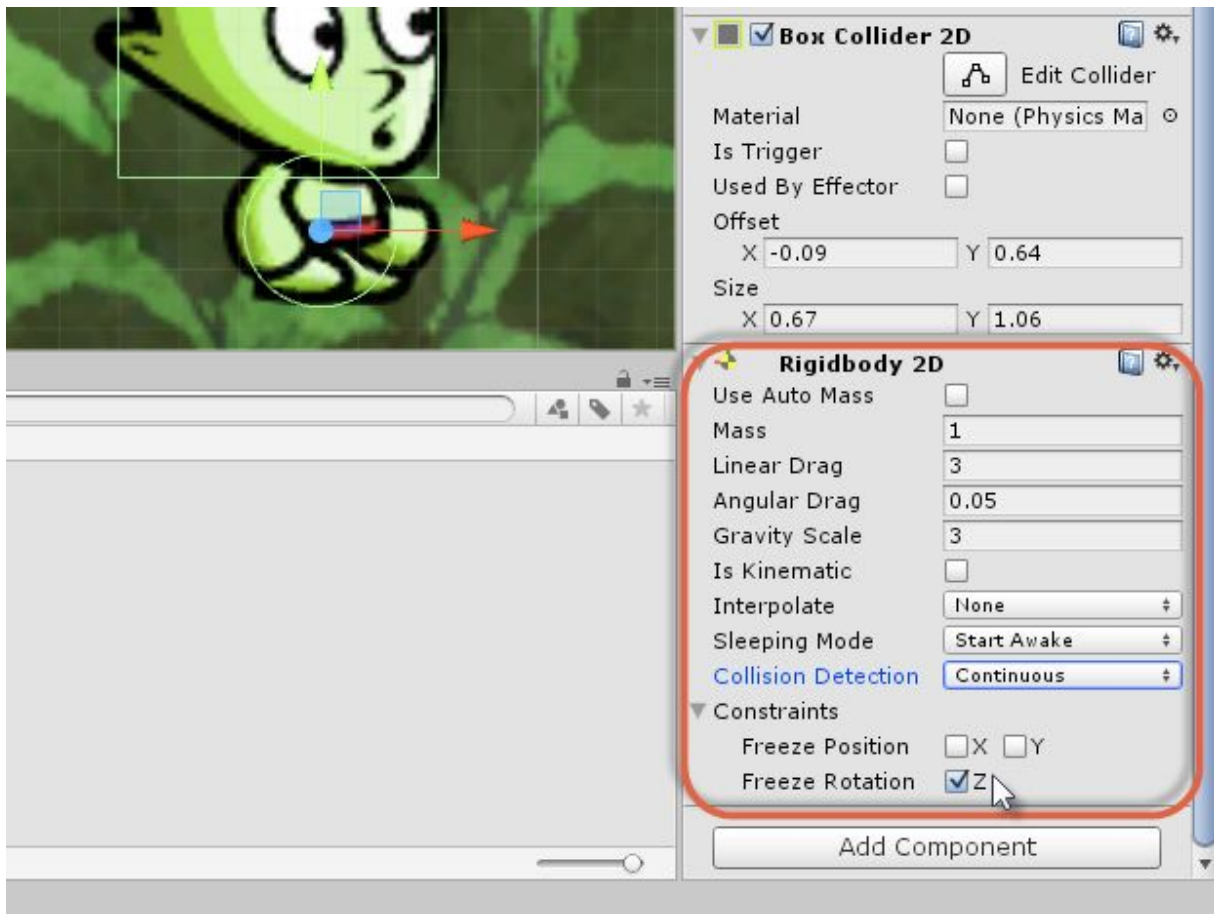 Box Collider 2D
Edit Collider
Material None (Physics Ma
Is Trigger
Used By Effector
Offset
X -0.09 Y 0.64
Size
X 0.67 Y 1.06
Rigidbody 2D
Use Auto Mass
Mass 1
Linear Drag 3
Angular Drag 0.05
Gravity Scale 3
Is Kinematic
Interpolate None
Sleeping Mode Start Awake
Collision Detection Continuous
Constraints
Freeze Position X Y
Freeze Rotation Z
Add Component